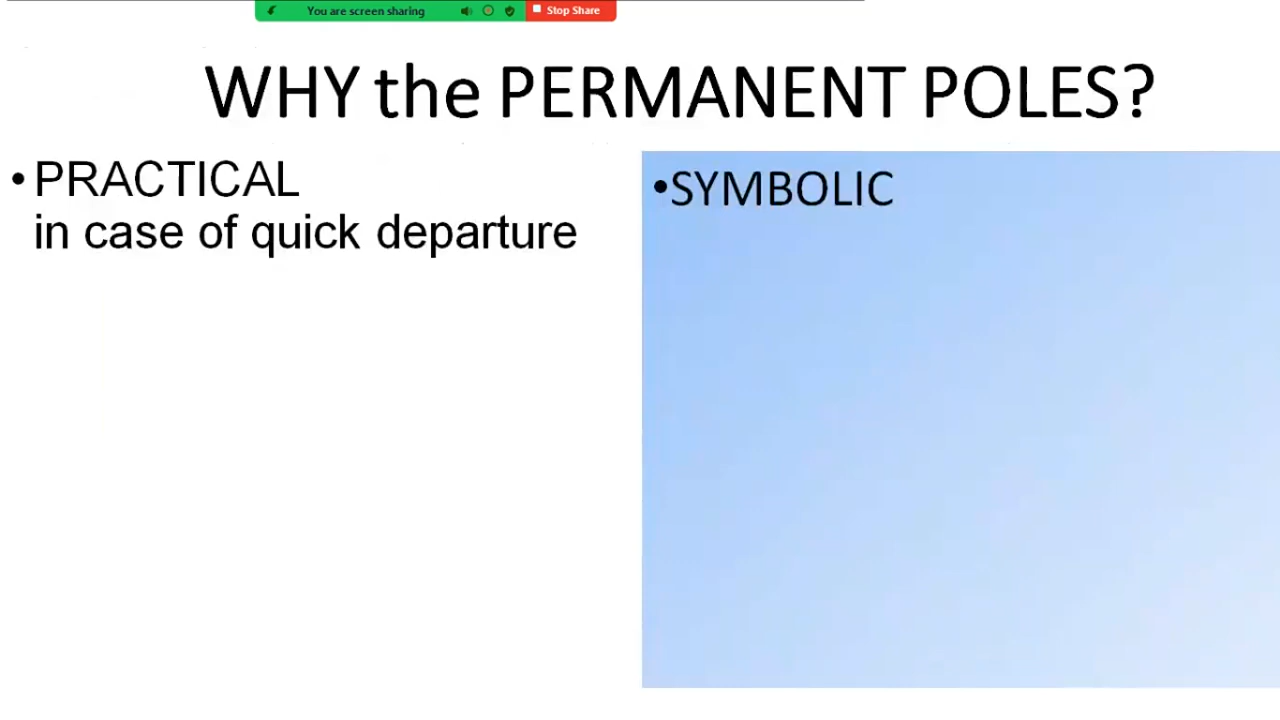 You are screen sharing
Stop Share
WHY the PERMANENT POLES?
•PRACTICAL
in case of quick departure
•SYMBOLIC